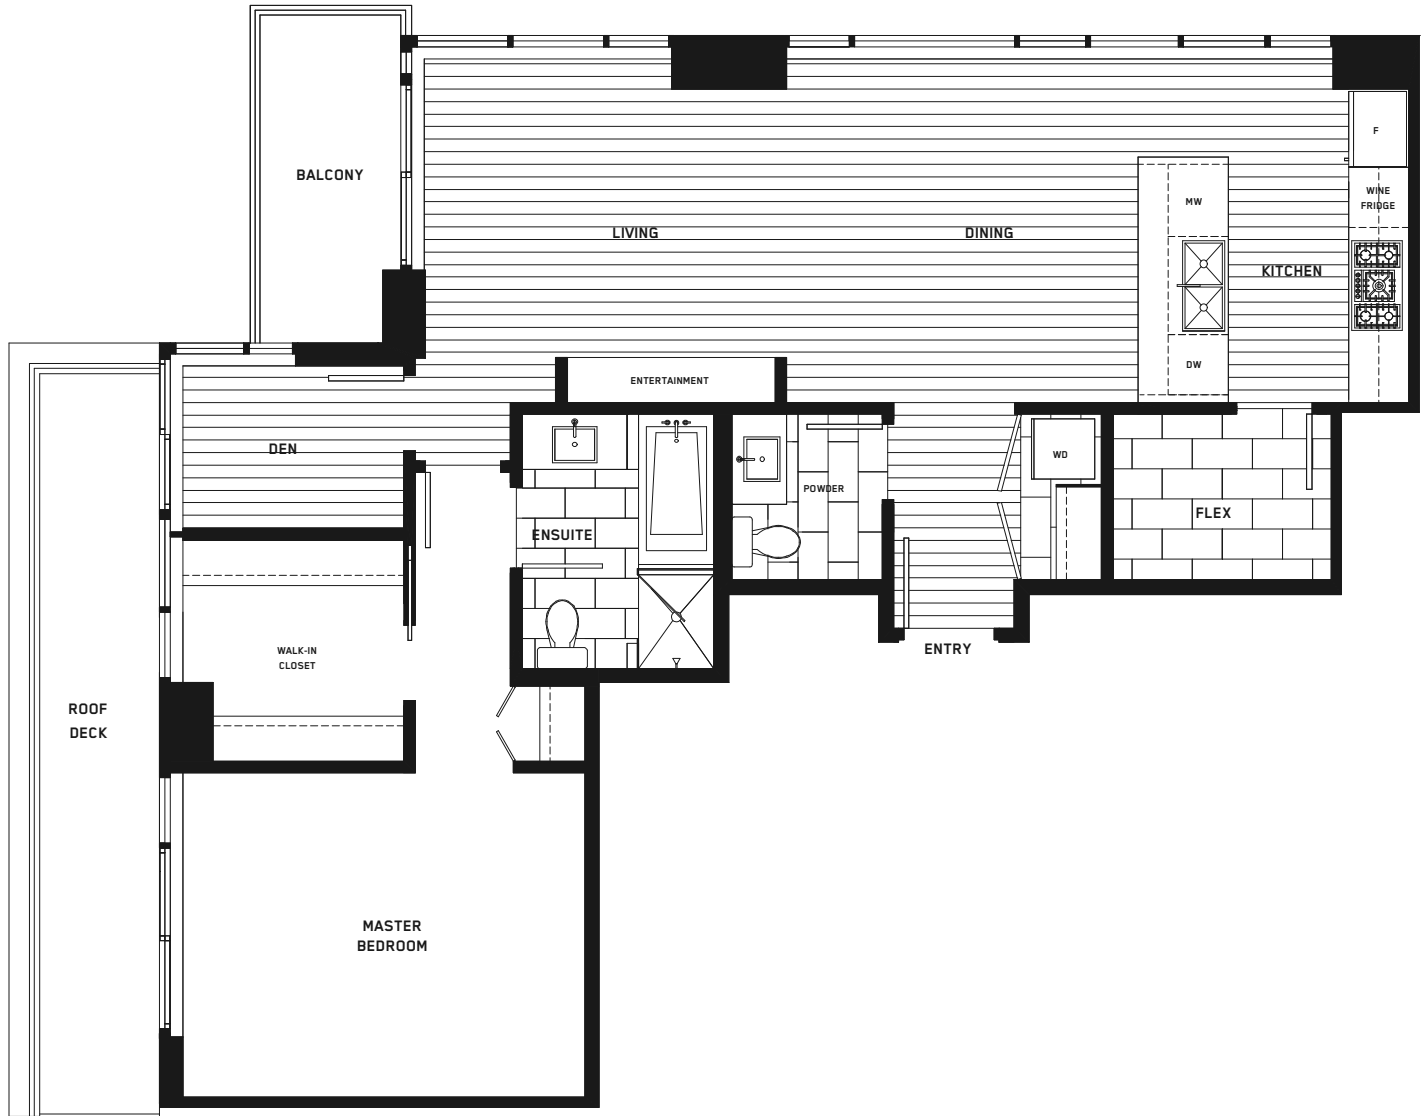 BALCONY
LIVING
DINING
KITCHEN
F
WINE
FRIDGE
MW
DW
ENTERTAINMENT
DEN
ENSUITE
POWDER
WD
FLEX
ENTRY
WALK-IN
CLOSET
ROOF
DECK
MASTER
BEDROOM